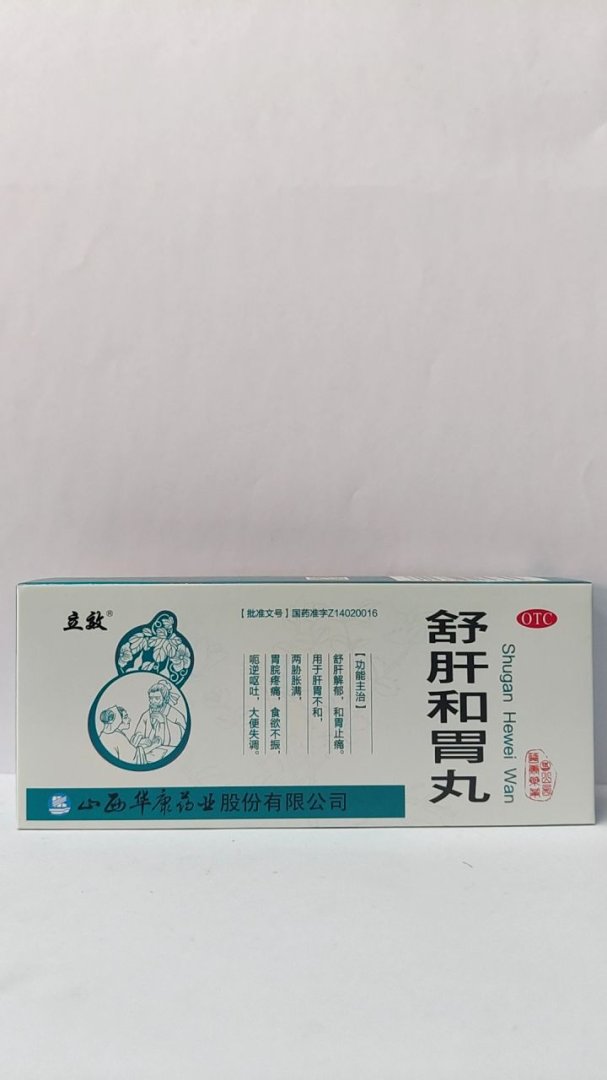 立效®
【批准文号】国药准字Z14020016
【功能主治】
舒肝解郁，和胃止痛。
用于肝胃不和，
两胁胀满，
胃脘疼痛，食欲不振，
呃逆呕吐，大便失调。
舒肝和胃丸
Shugan Hewei Wan
OTC
山西华康药业股份有限公司